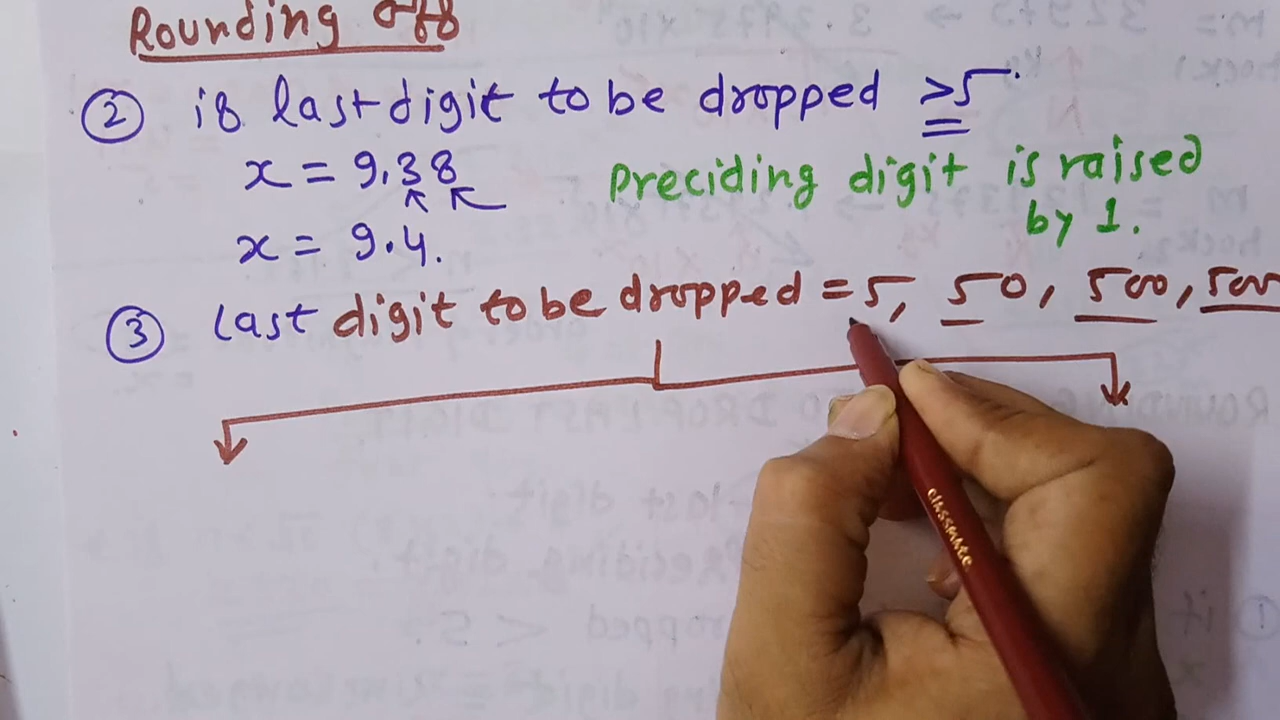 Rounding off
② if last digit to be dropped >5.
x = 9.38
Preciding digit is raised
by 1.
x = 9.4.
③ Last digit to be dropped = 5, 50, 500,
classmate